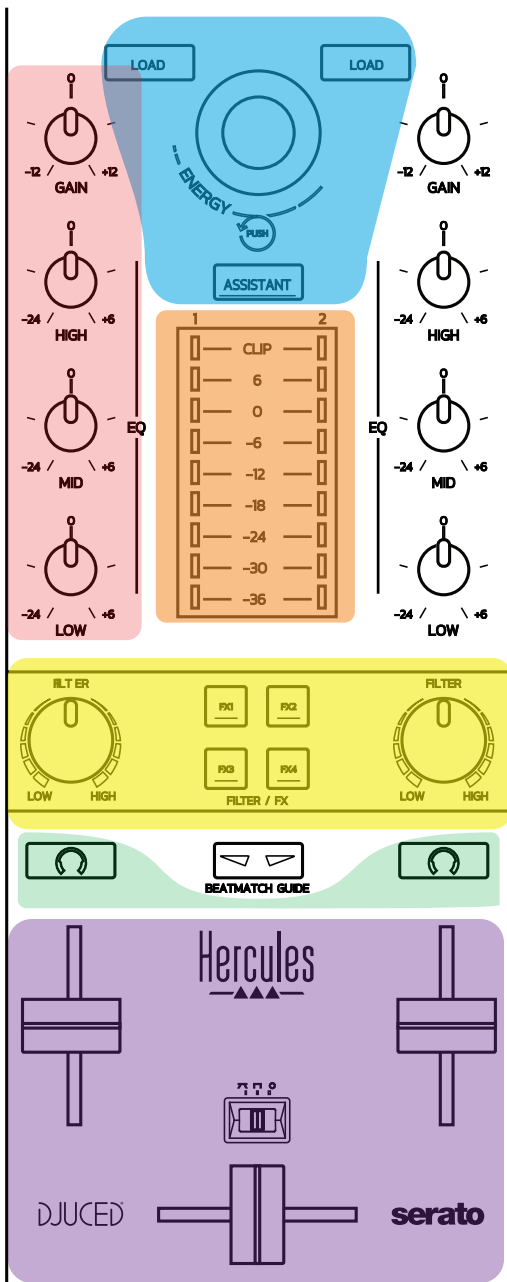 LOAD LOAD
0 0
-12 +12 -12 +12
GAIN GAIN
ENERGY
PUSH
ASSISTANT
0 0
-24 +6 -24 +6
HIGH HIGH
1 2
CLIP
6
0
-6
-12
-18
-24
-30
-36
EQ EQ
0 0
-24 +6 -24 +6
MID MID
0 0
-24 +6 -24 +6
LOW LOW
FILTER FILTER
FX1 FX2
FX3 FX4
LOW HIGH LOW HIGH
FILTER / FX
BEATMATCH GUIDE
Hercules
DJUCED serato